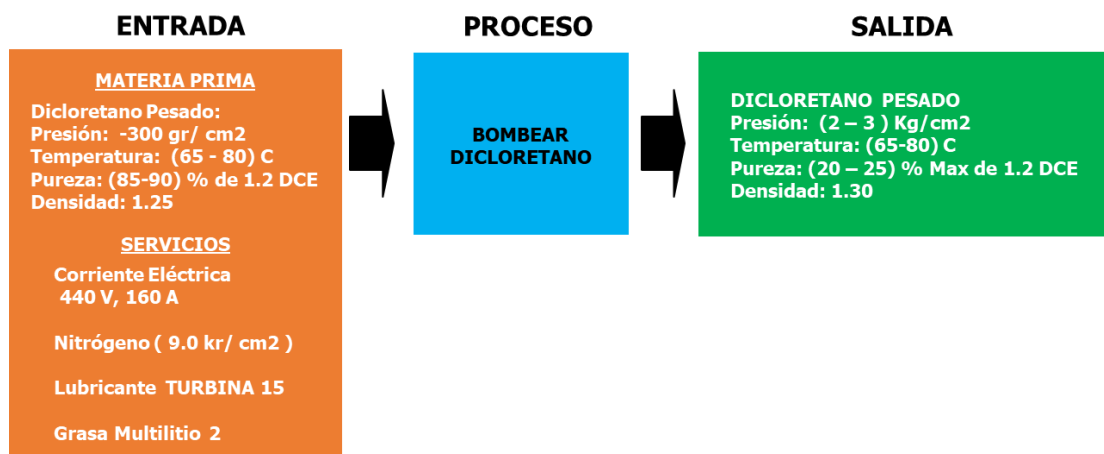 ENTRADA
MATERIA PRIMA
Dicloretano Pesado:
Presión: -300 gr/ cm2
Temperatura: (65 - 80) C
Pureza: (85-90) % de 1.2 DCE
Densidad: 1.25
SERVICIOS
Corriente Eléctrica
440 V, 160 A
Nitrógeno ( 9.0 kr/ cm2 )
Lubricante TURBINA 15
Grasa Multilitio 2
PROCESO
BOMBEAR
DICLORETANO
SALIDA
DICLORETANO PESADO
Presión: (2 – 3 ) Kg/cm2
Temperatura: (65-80) C
Pureza: (20 – 25) % Max de 1.2 DCE
Densidad: 1.30